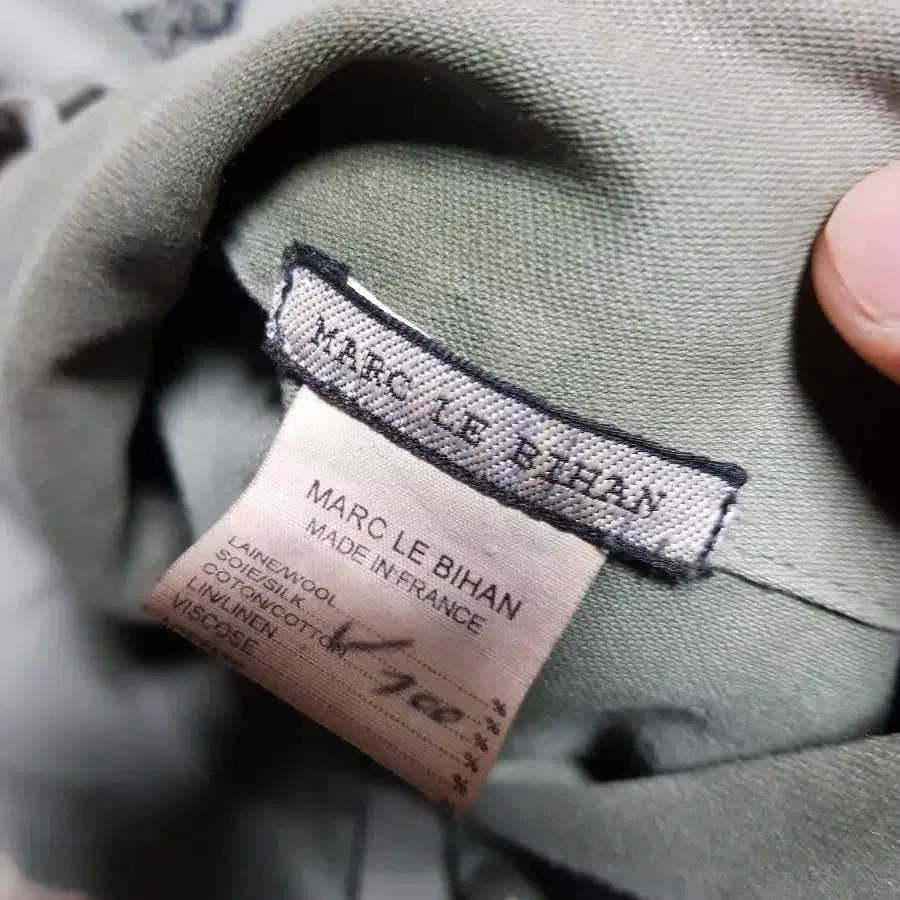 MARC LE BIHAN
MARC LE BIHAN
MADE IN FRANCE
LAINE/WOOL............%
SOIE/SILK............%
COTON/COTTON 100 %
LIN/LINEN............%
VISCOSE............%
%